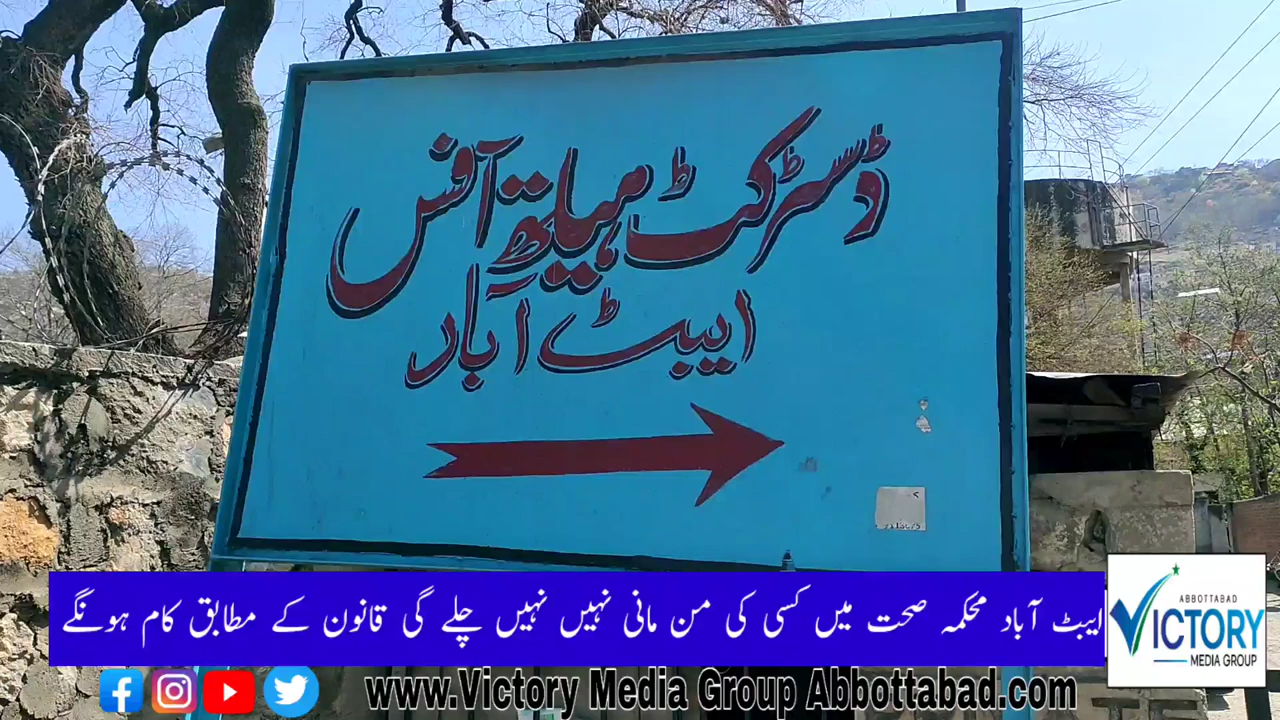 ڈسٹرکٹ ہیلتھ آفس
ایبٹ آباد
ایبٹ آباد محکمہ صحت میں کسی کی من مانی نہیں نہیں چلے گی قانون کے مطابق کام ہونگے
ABBOTTABAD
VICTORY
MEDIA GROUP
www.Victory Media Group Abbottabad.com